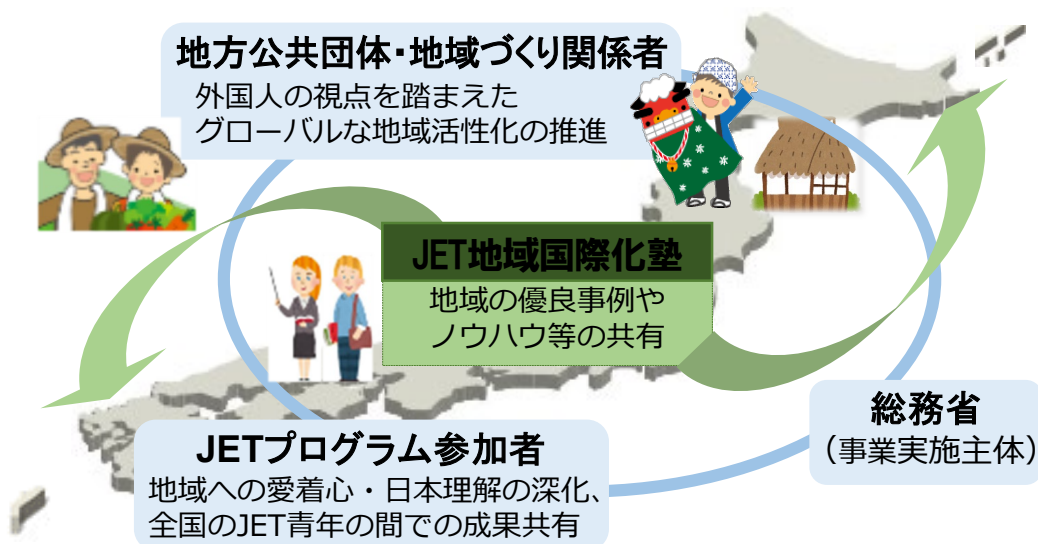 地方公共団体・地域づくり関係者
外国人の視点を踏まえた
グローバルな地域活性化の推進
JET地域国際化塾
地域の優良事例や
ノウハウ等の共有
総務省
（事業実施主体）
JETプログラム参加者
地域への愛着心・日本理解の深化、
全国のJET青年の間での成果共有